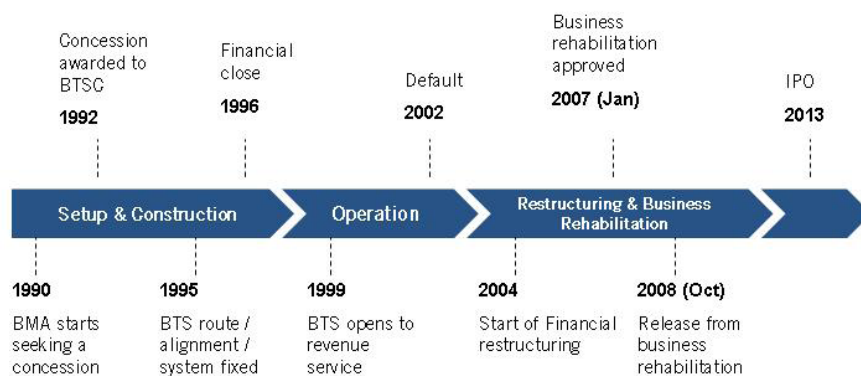 Concession
awarded to
BTSC
1992
Financial
close
1996
Default
2002
Business
rehabilitation
approved
2007 (Jan)
IPO
2013
Setup & Construction
Operation
Restructuring & Business
Rehabilitation
1990
BMA starts
seeking a
concession
1995
BTS route /
alignment /
system fixed
1999
BTS opens to
revenue
service
2004
Start of Financial
restructuring
2008 (Oct)
Release from
business
rehabilitation